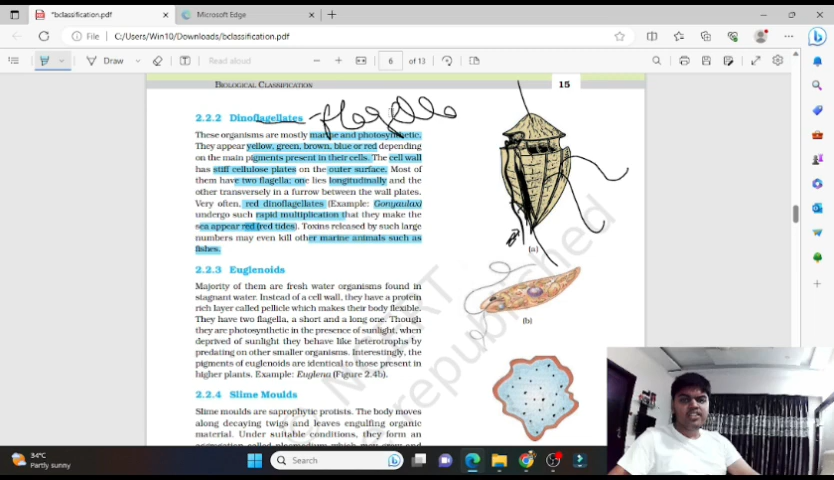 *bclassification.pdf
Microsoft Edge
File
C:/Users/Win10/Downloads/bclassification.pdf
Draw
Read aloud
6
of 13
BIOLOGICAL CLASSIFICATION
15
2.2.2 Dinoflagellates
flagella
These organisms are mostly marine and photosynthetic.
They appear yellow, green, brown, blue or red depending
on the main pigments present in their cells. The cell wall
has stiff cellulose plates on the outer surface. Most of
them have two flagella; one lies longitudinally and the
other transversely in a furrow between the wall plates.
Very often, red dinoflagellates (Example: Gonyaulax)
undergo such rapid multiplication that they make the
sea appear red (red tides). Toxins released by such large
numbers may even kill other marine animals such as
fishes.
(a)
2.2.3 Euglenoids
Majority of them are fresh water organisms found in
stagnant water. Instead of a cell wall, they have a protein
rich layer called pellicle which makes their body flexible.
They have two flagella, a short and a long one. Though
they are photosynthetic in the presence of sunlight, when
deprived of sunlight they behave like heterotrophs by
predating on other smaller organisms. Interestingly, the
pigments of euglenoids are identical to those present in
higher plants. Example: Euglena (Figure 2.4b).
(b)
2.2.4 Slime Moulds
Slime moulds are saprophytic protists. The body moves
along decaying twigs and leaves engulfing organic
material. Under suitable conditions, they form an
aggregation called plasmodium which may grow and
republished
34°C
Partly sunny
Search